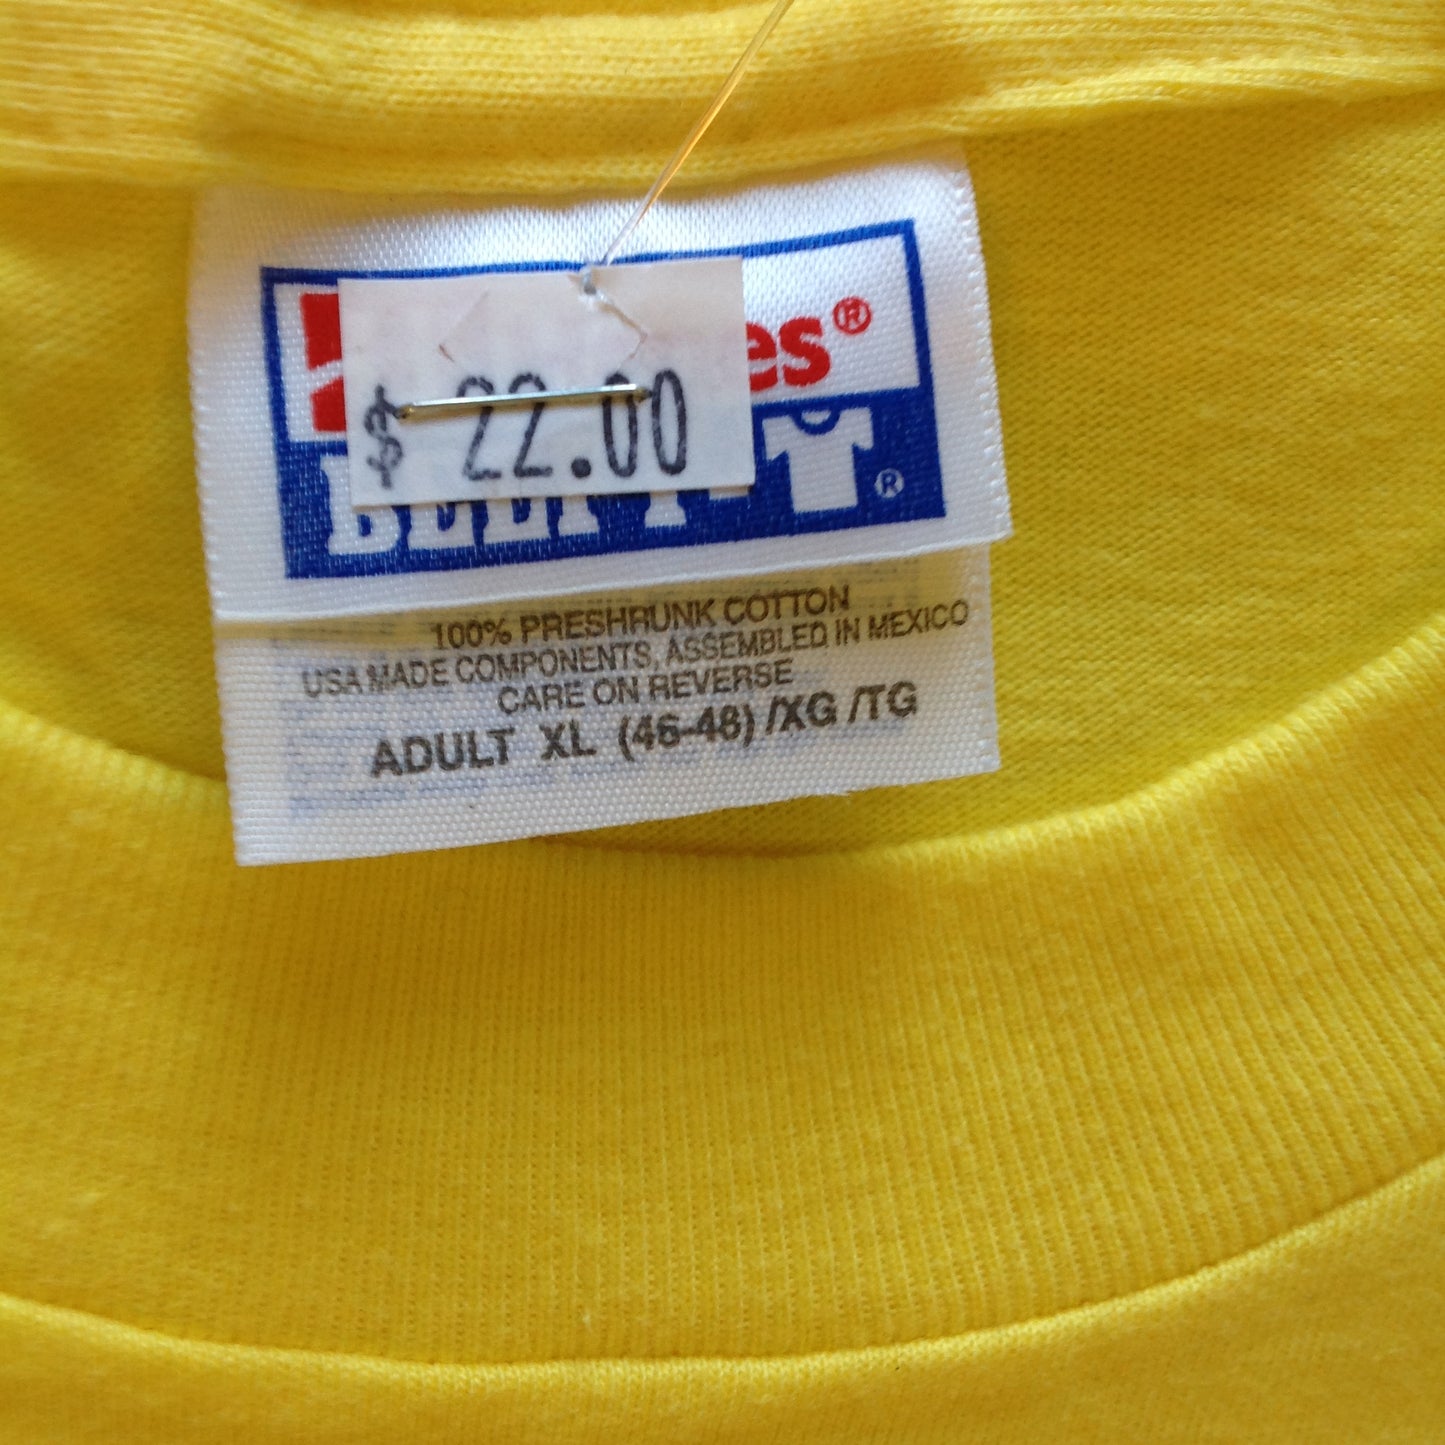 es®
$ 22.00
BEEFY-T®
100% PRESHRUNK COTTON
USA MADE COMPONENTS, ASSEMBLED IN MEXICO
CARE ON REVERSE
ADULT XL (46-48) /XG /TG